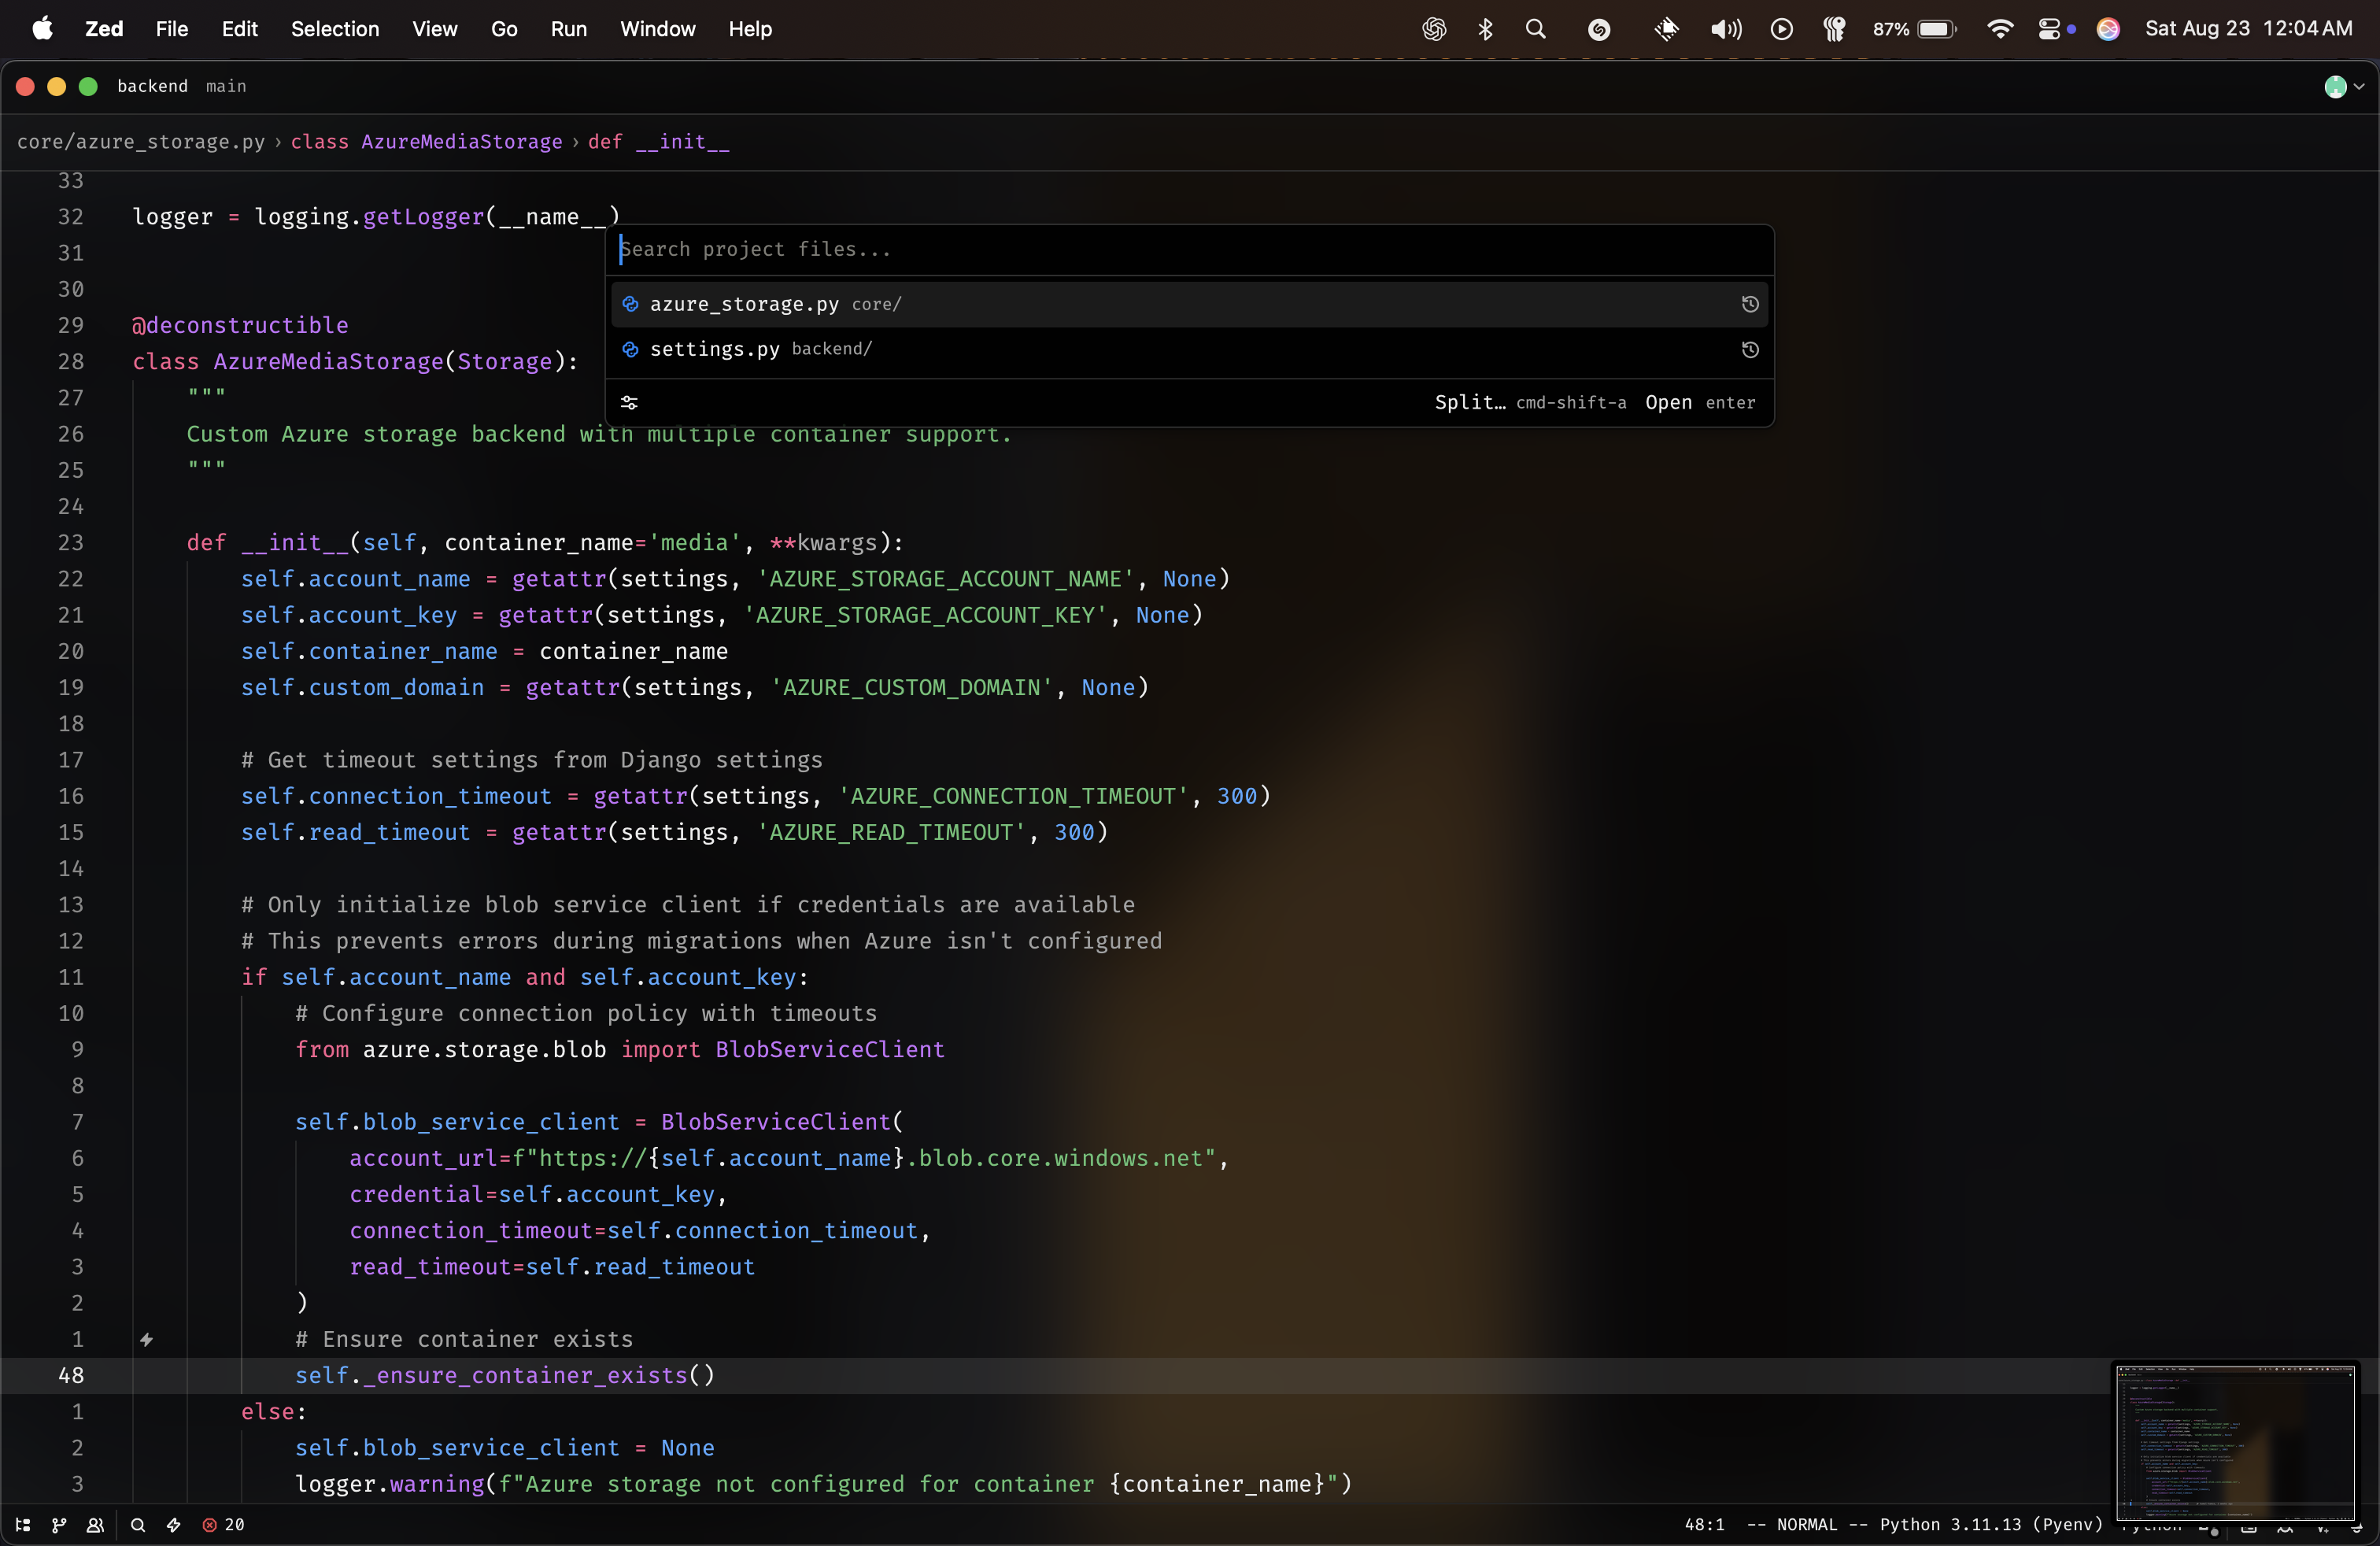 Zed File Edit Selection View Go Run Window Help 87% Sat Aug 23 12:04 AM
backend main
core/azure_storage.py › class AzureMediaStorage › def __init__
33
32 logger = logging.getLogger(__name__)
Search project files...
31
30
azure_storage.py core/
29 @deconstructible
settings.py backend/
28 class AzureMediaStorage(Storage):
27 """
Split… cmd-shift-a Open enter
26 Custom Azure storage backend with multiple container support.
25 """
24
23 def __init__(self, container_name='media', **kwargs):
22 self.account_name = getattr(settings, 'AZURE_STORAGE_ACCOUNT_NAME', None)
21 self.account_key = getattr(settings, 'AZURE_STORAGE_ACCOUNT_KEY', None)
20 self.container_name = container_name
19 self.custom_domain = getattr(settings, 'AZURE_CUSTOM_DOMAIN', None)
18
17 # Get timeout settings from Django settings
16 self.connection_timeout = getattr(settings, 'AZURE_CONNECTION_TIMEOUT', 300)
15 self.read_timeout = getattr(settings, 'AZURE_READ_TIMEOUT', 300)
14
13 # Only initialize blob service client if credentials are available
12 # This prevents errors during migrations when Azure isn't configured
11 if self.account_name and self.account_key:
10 # Configure connection policy with timeouts
9 from azure.storage.blob import BlobServiceClient
8
7 self.blob_service_client = BlobServiceClient(
6 account_url=f"https://{self.account_name}.blob.core.windows.net",
5 credential=self.account_key,
4 connection_timeout=self.connection_timeout,
3 read_timeout=self.read_timeout
2 )
1 # Ensure container exists
48 self._ensure_container_exists()
1 else:
2 self.blob_service_client = None
3 logger.warning(f"Azure storage not configured for container {container_name}")
20 48:1 -- NORMAL -- Python 3.11.13 (Pyenv) Python